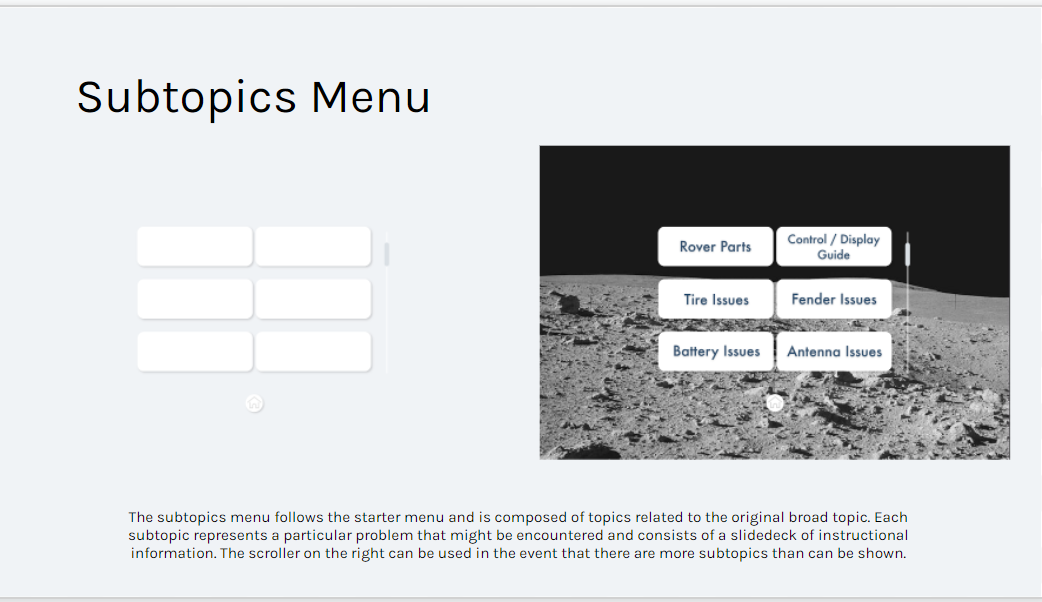 Subtopics Menu
Rover Parts
Control / Display
Guide
Tire Issues
Fender Issues
Battery Issues
Antenna Issues
The subtopics menu follows the starter menu and is composed of topics related to the original broad topic. Each
subtopic represents a particular problem that might be encountered and consists of a slidedeck of instructional
information. The scroller on the right can be used in the event that there are more subtopics than can be shown.